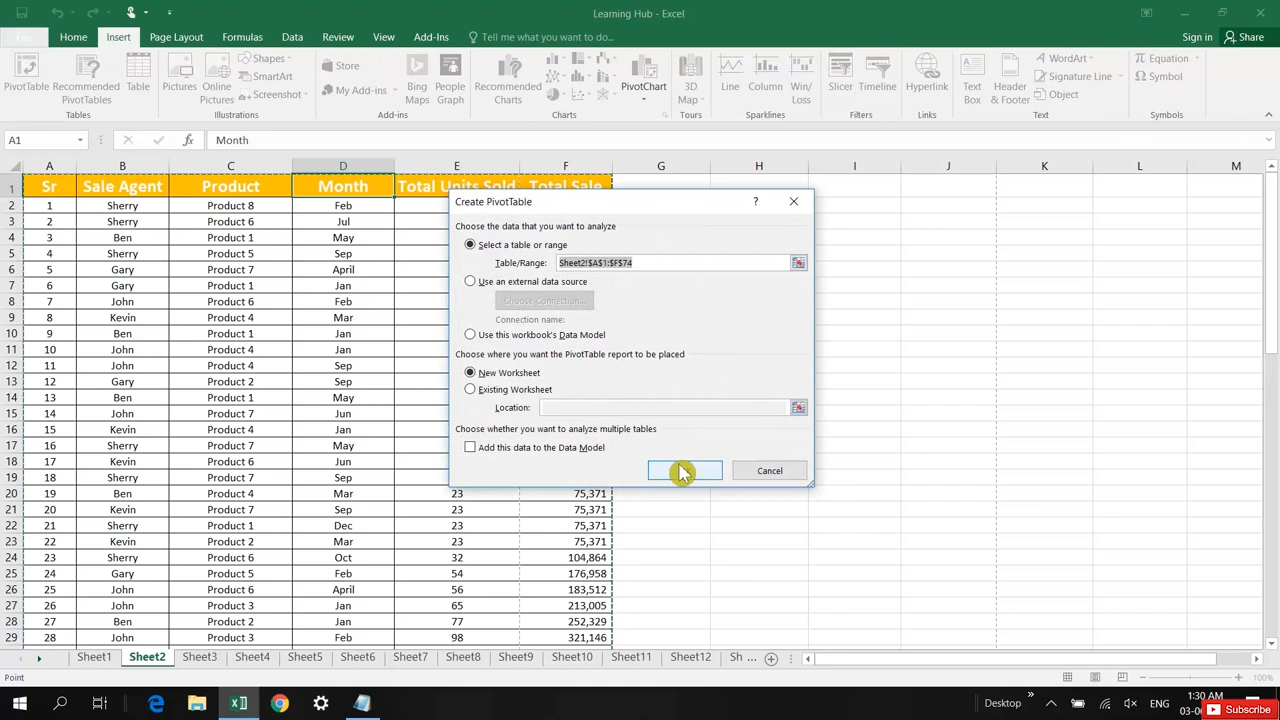 Learning Hub - Excel
File Home Insert Page Layout Formulas Data Review View Add-Ins Tell me what you want to do... Sign in Share
PivotTable Recommended PivotTables Table Pictures Online Pictures Shapes SmartArt Screenshot Store My Add-ins Bing Maps People Graph Recommended Charts PivotChart 3D Map Line Column Win/Loss Slicer Timeline Hyperlink Text Box Header & Footer WordArt Signature Line Object Equation Symbol
Tables Illustrations Add-ins Charts Tours Sparklines Filters Links Text Symbols
A1 fx Month
A B C D E F G H I J K L M
1 Sr Sale Agent Product Month Total Units Sold Total Sale
2 1 Sherry Product 8 Feb
3 2 Sherry Product 6 Jul
4 3 Ben Product 1 May
5 4 Sherry Product 5 Sep
6 5 Gary Product 7 April
7 6 Gary Product 1 Jan
8 7 John Product 6 Feb
9 8 Kevin Product 4 Mar
10 9 Ben Product 1 Jan
11 10 John Product 4 Jan
12 11 John Product 4 Sep
13 12 Gary Product 2 Sep
14 13 Ben Product 1 May
15 14 John Product 7 Jun
16 15 Kevin Product 4 Jan
17 16 Sherry Product 7 May
18 17 Kevin Product 6 Jun
19 18 Sherry Product 7 Sep
20 19 Ben Product 4 Mar 23 75,371
21 20 Kevin Product 7 Sep 23 75,371
22 21 Sherry Product 1 Dec 23 75,371
23 22 Kevin Product 2 Mar 23 75,371
24 23 Sherry Product 6 Oct 32 104,864
25 24 Gary Product 5 Feb 54 176,958
26 25 John Product 6 April 56 183,512
27 26 John Product 3 Jan 65 213,005
28 27 Ben Product 2 Jan 77 252,329
29 28 John Product 3 Feb 98 321,146
Create PivotTable ?
Choose the data that you want to analyze
Select a table or range
Table/Range: Sheet2!$A$1:$F$74
Use an external data source
Choose Connection...
Connection name:
Use this workbook's Data Model
Choose where you want the PivotTable report to be placed
New Worksheet
Existing Worksheet
Location:
Choose whether you want to analyze multiple tables
Add this data to the Data Model
Cancel
Sheet1 Sheet2 Sheet3 Sheet4 Sheet5 Sheet6 Sheet7 Sheet8 Sheet9 Sheet10 Sheet11 Sheet12 Sh ...
Point 100%
Desktop ENG 1:30 AM
03-0
Subscribe